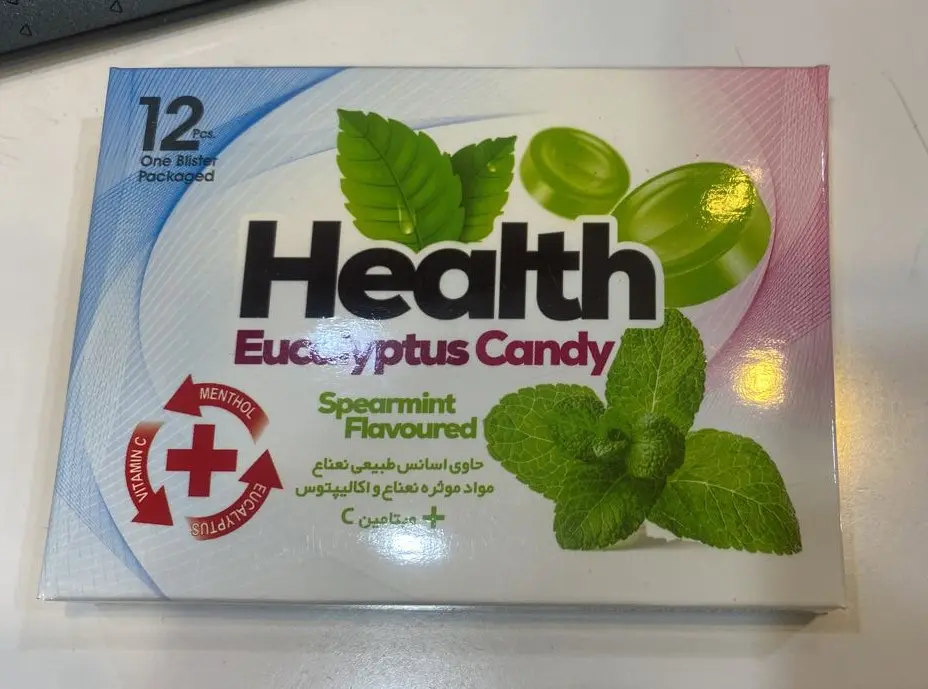 12 Pcs.
One Blister
Packaged
Health
Eucalyptus Candy
Spearmint
Flavoured
MENTHOL
VITAMIN C
EUCALYPTUS
حاوی اسانس طبیعی نعناع
مواد موثره نعناع و اکالیپتوس
+ ویتامین C